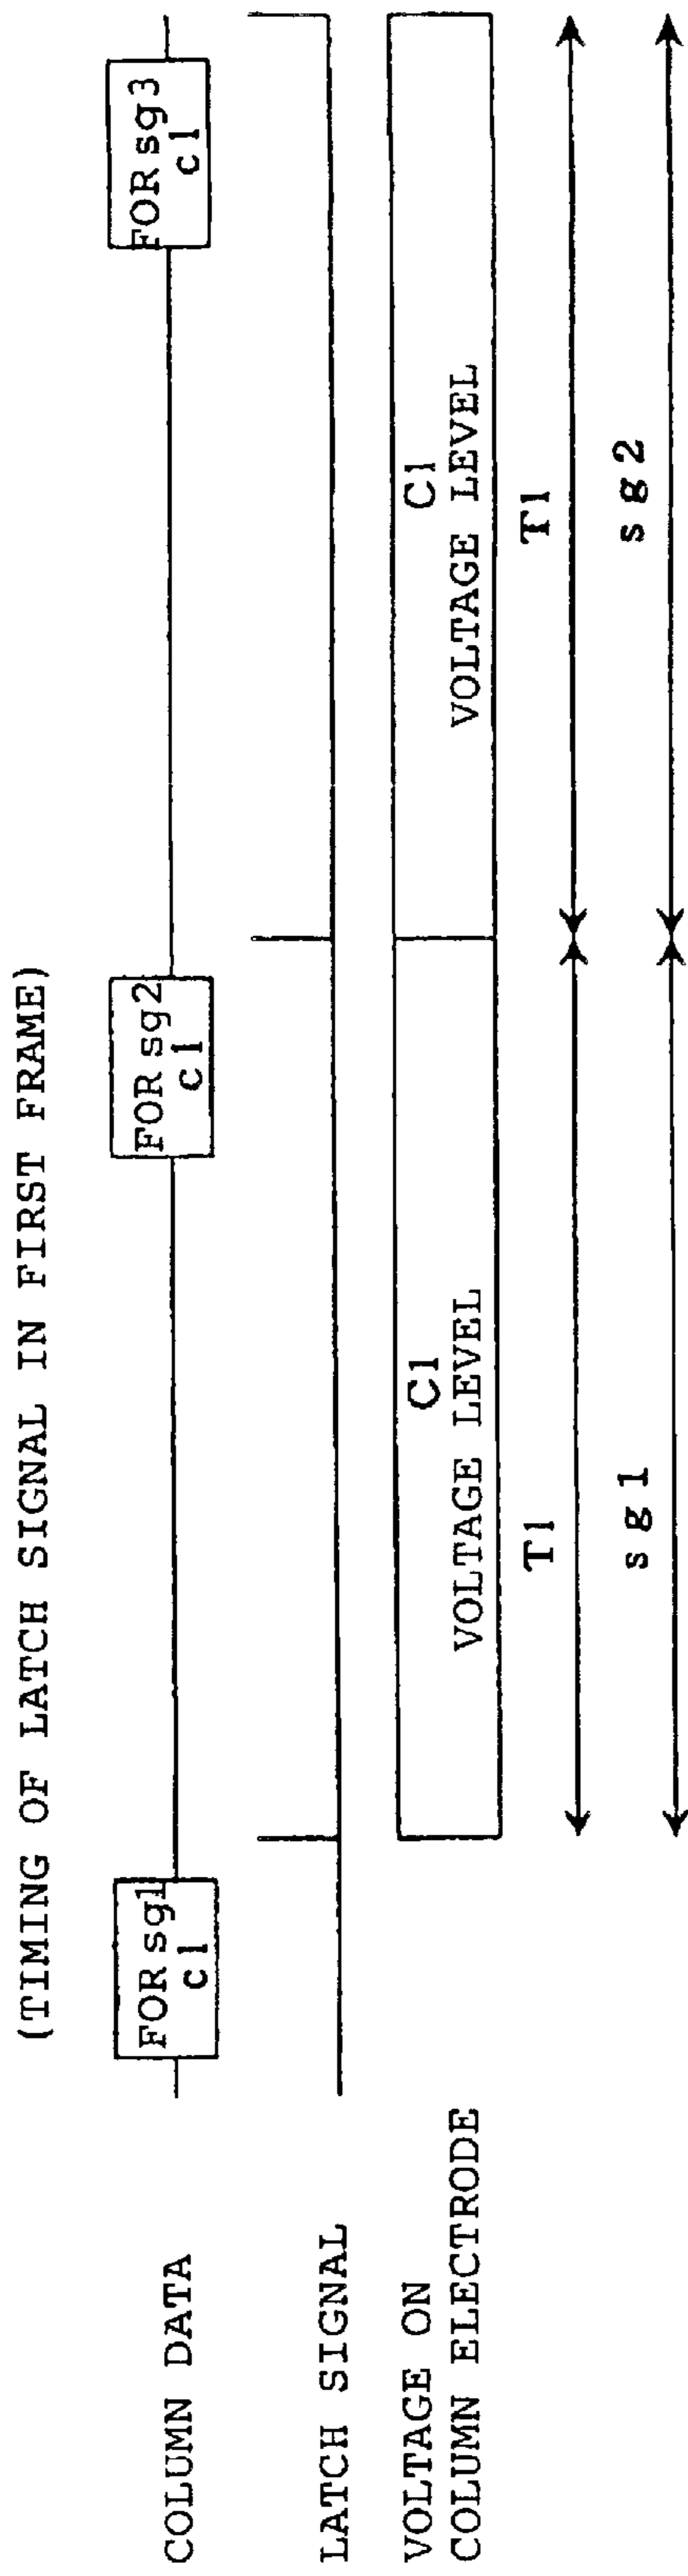 (TIMING OF LATCH SIGNAL IN FIRST FRAME)
COLUMN DATA
FOR sg1
c1
FOR sg2
c1
FOR sg3
c1
LATCH SIGNAL
VOLTAGE ON
COLUMN ELECTRODE
C1
VOLTAGE LEVEL
C1
VOLTAGE LEVEL
T1
T1
sg1
sg2